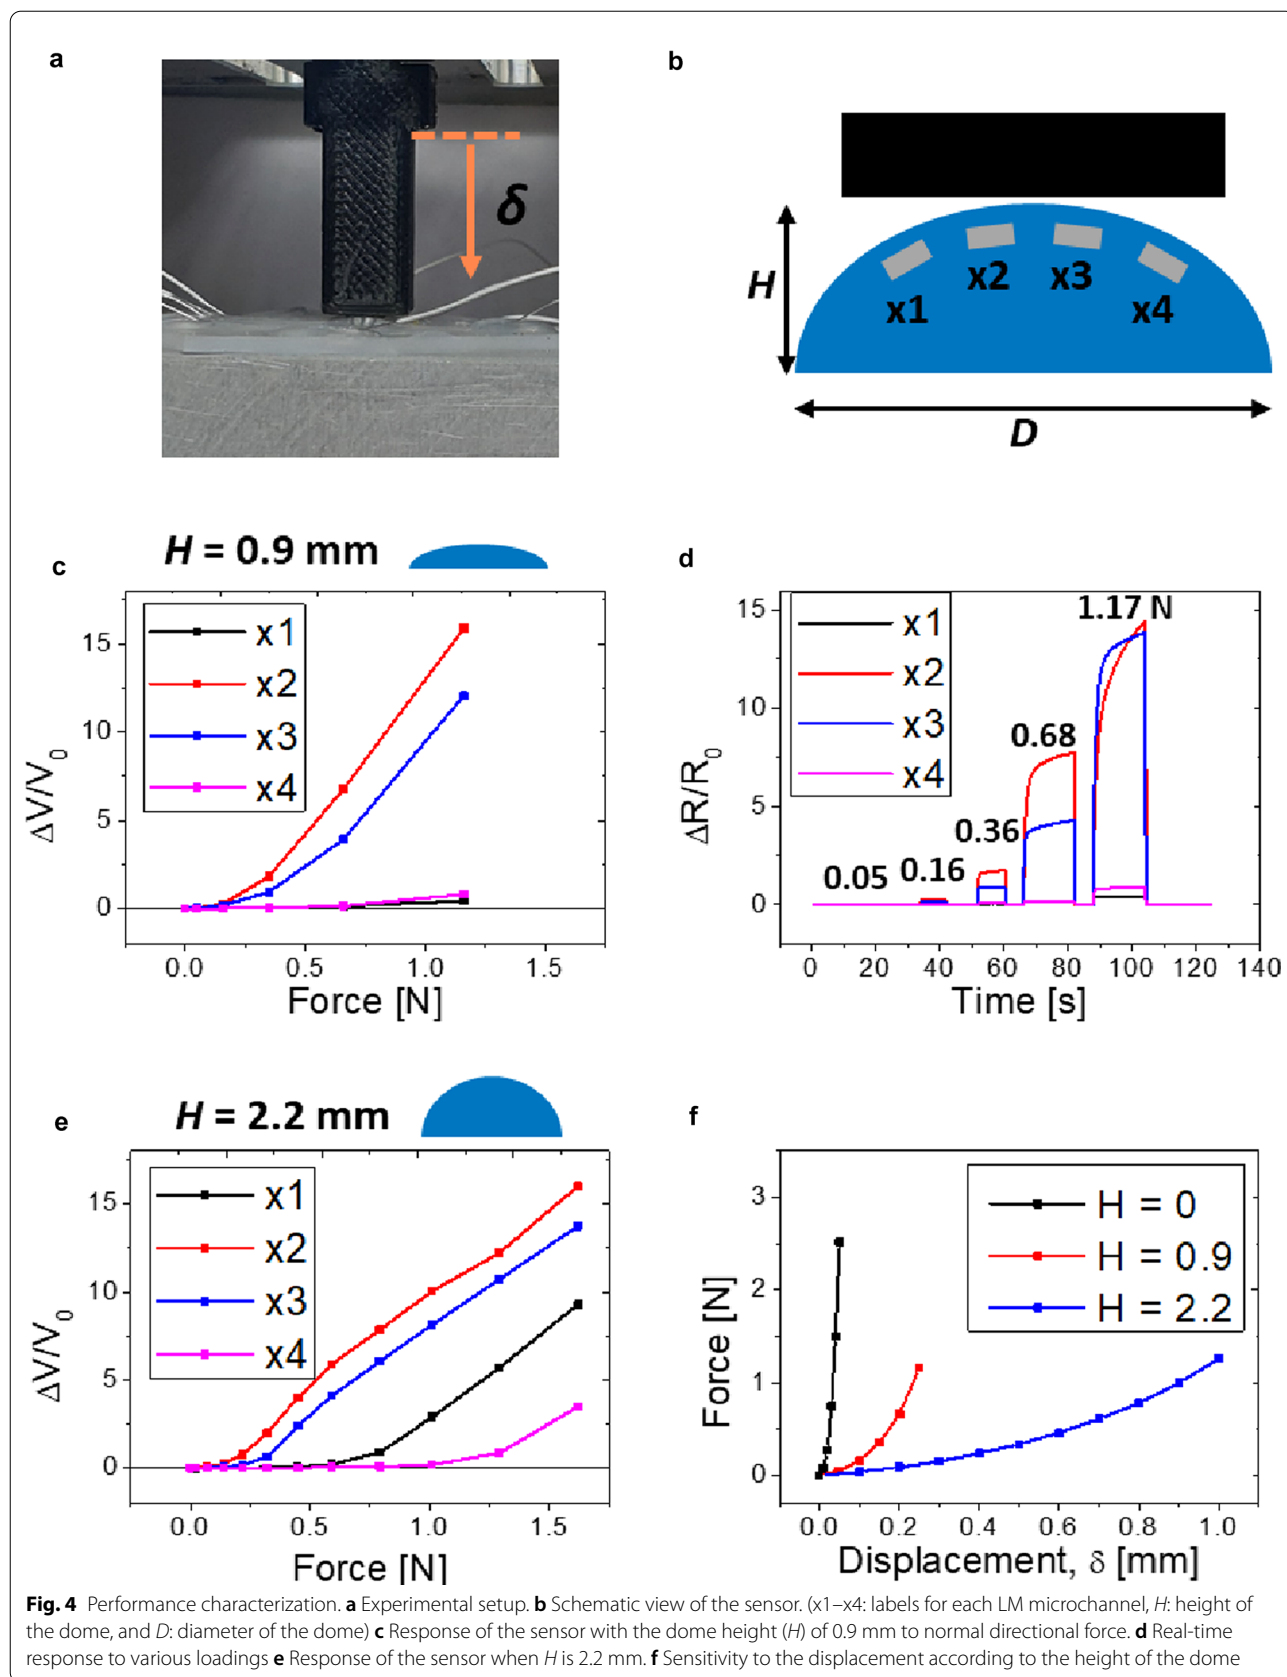 a
δ
b
H
x1
x2
x3
x4
D
c
H = 0.9 mm
x1
x2
x3
x4
15
10
5
0
ΔV/V0
0.0 0.5 1.0 1.5
Force [N]
d
x1
x2
x3
x4
0.05
0.16
0.36
0.68
1.17 N
15
10
5
0
ΔR/R0
0 20 40 60 80 100 120 140
Time [s]
e
H = 2.2 mm
x1
x2
x3
x4
15
10
5
0
ΔV/V0
0.0 0.5 1.0 1.5
Force [N]
f
H = 0
H = 0.9
H = 2.2
3
2
1
0
Force [N]
0.0 0.2 0.4 0.6 0.8 1.0
Displacement, δ [mm]
Fig. 4 Performance characterization. a Experimental setup. b Schematic view of the sensor. (x1–x4: labels for each LM microchannel, H: height of
the dome, and D: diameter of the dome) c Response of the sensor with the dome height (H) of 0.9 mm to normal directional force. d Real-time
response to various loadings e Response of the sensor when H is 2.2 mm. f Sensitivity to the displacement according to the height of the dome